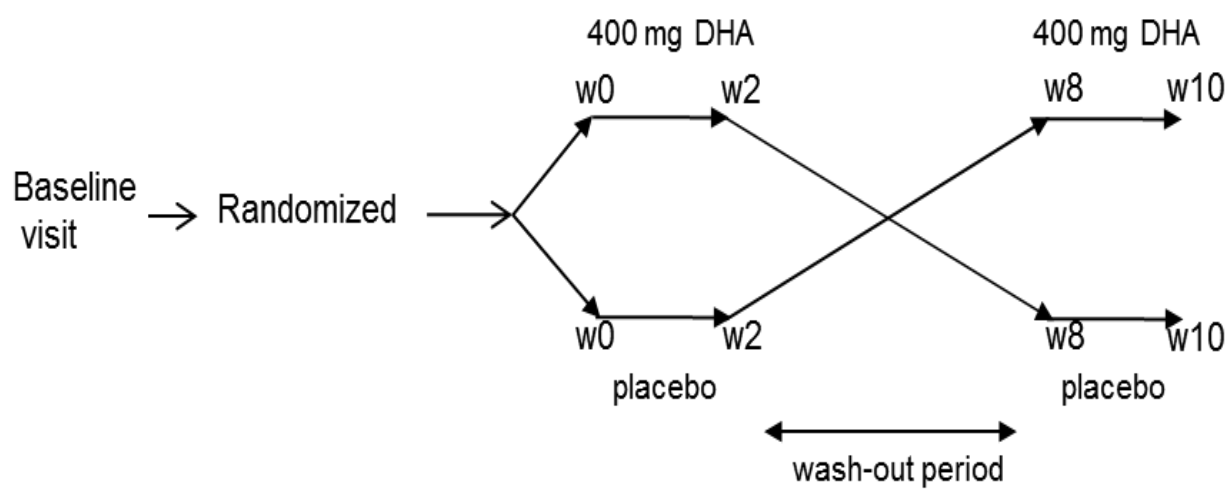 400 mg DHA
400 mg DHA
w0
w2
w8
w10
Baseline
visit
Randomized
w0
w2
w8
w10
placebo
placebo
wash-out period